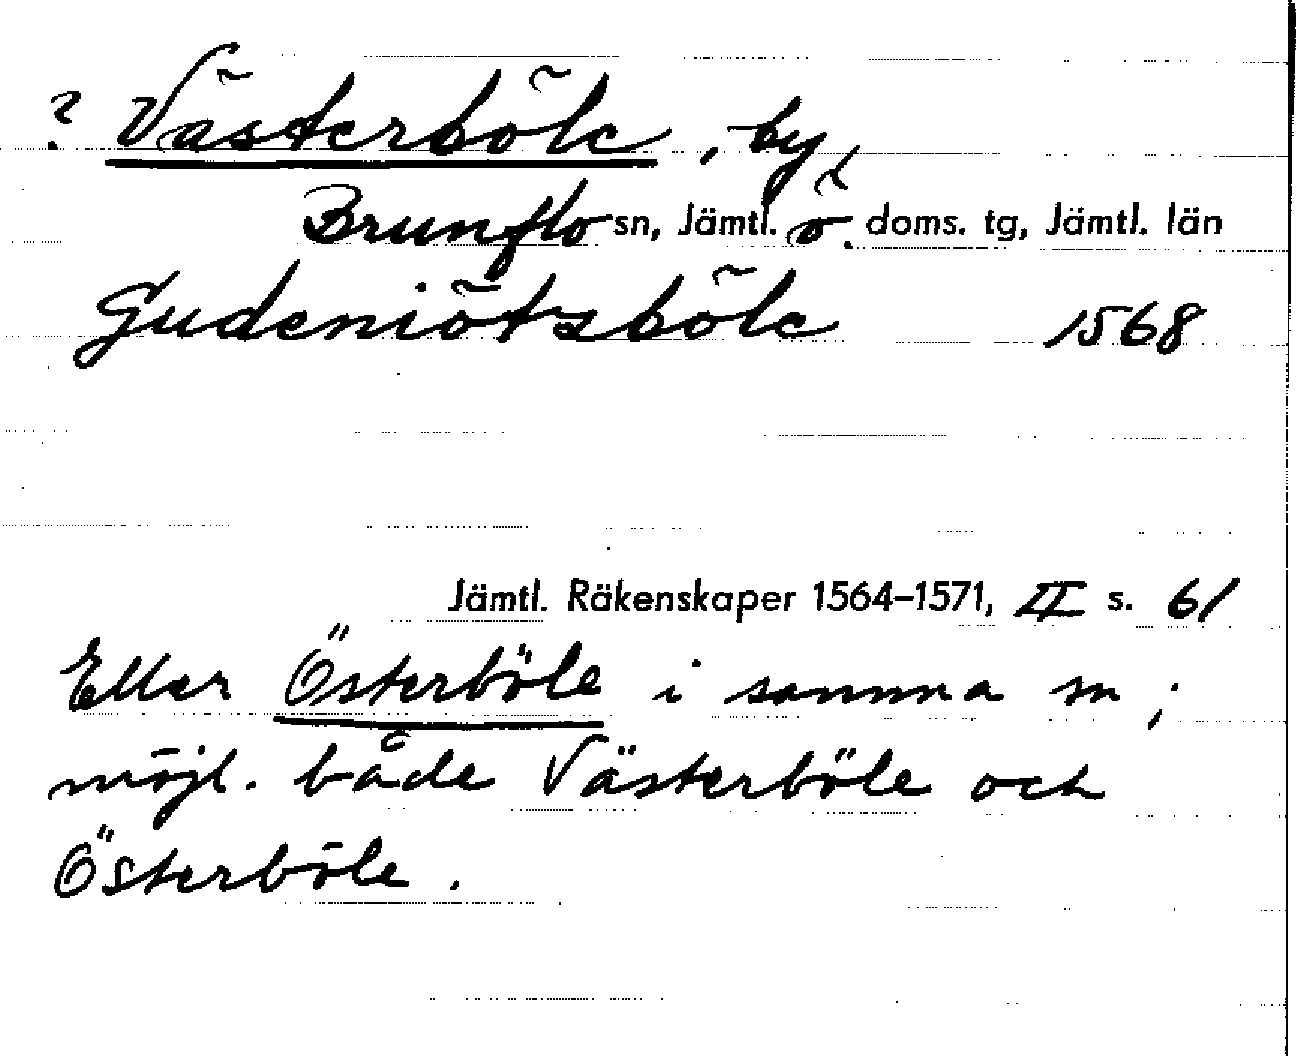 ? Västerböle, by,
Brunflo sn, Jämtl. ö. doms. tg, Jämtl. län
Gudeniötzböle 1568
Jämtl. Räkenskaper 1564–1571, II s. 61
Eller Österböle i samma sn;
möjl. både Västerböle och
Österböle.